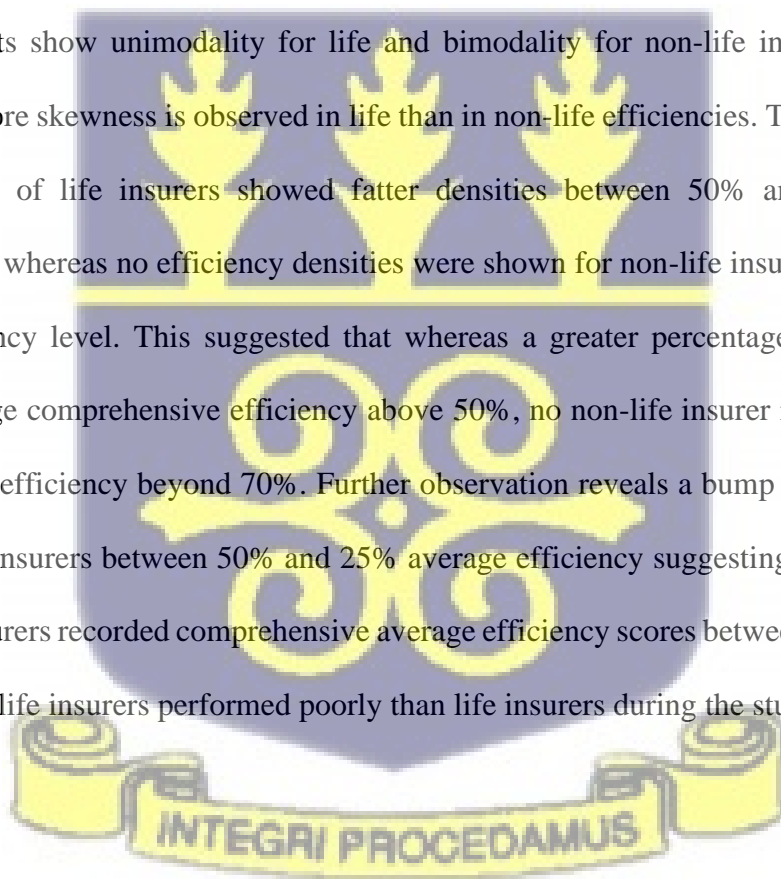 ts show unimodality for life and bimodality for non-life in
ore skewness is observed in life than in non-life efficiencies. T
of life insurers showed fatter densities between 50% a
whereas no efficiency densities were shown for non-life insu
ncy level. This suggested that whereas a greater percentage
ge comprehensive efficiency above 50%, no non-life insurer
efficiency beyond 70%. Further observation reveals a bump
nsurers between 50% and 25% average efficiency suggesting
urers recorded comprehensive average efficiency scores betwee
life insurers performed poorly than life insurers during the stu
INTEGRI PROCEDAMUS